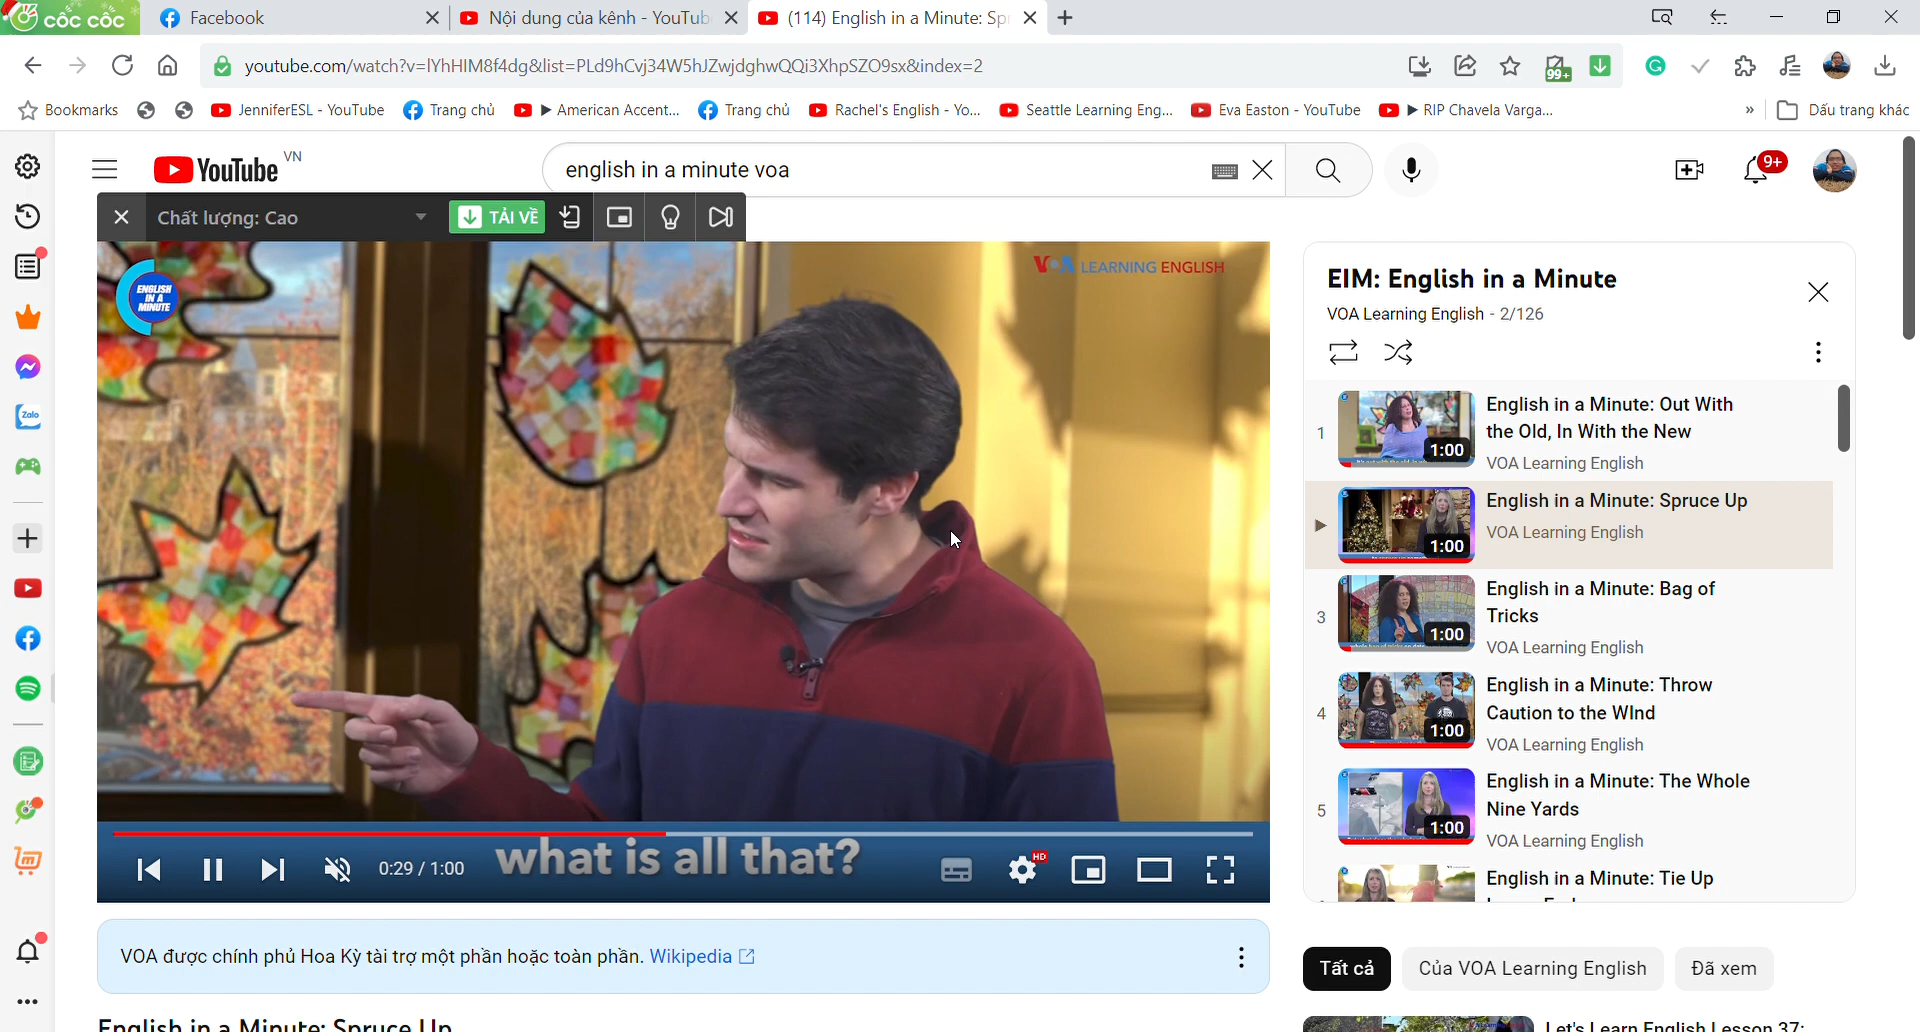 cốc cốc
Facebook
Nội dung của kênh - YouTub
(114) English in a Minute: Sp
youtube.com/watch?v=lYhHIM8f4dg&list=PLd9hCvj34W5hJZwjdghwQQi3XhpSZO9sx&index=2
99+
G
Bookmarks
JenniferESL - YouTube
Trang chủ
▶ American Accent...
Trang chủ
Rachel's English - Yo...
Seattle Learning Eng...
Eva Easton - YouTube
▶ RIP Chavela Varga...
»
Dấu trang khác
YouTube VN
english in a minute voa
9+
Chất lượng: Cao
TẢI VỀ
Zalo
ENGLISH
IN A
MINUTE
VOA LEARNING ENGLISH
what is all that?
0:29 / 1:00
HD
VOA được chính phủ Hoa Kỳ tài trợ một phần hoặc toàn phần. Wikipedia
English in a Minute: Spruce Up
EIM: English in a Minute
VOA Learning English - 2/126
1
1:00
English in a Minute: Out With
the Old, In With the New
VOA Learning English
1:00
English in a Minute: Spruce Up
VOA Learning English
3
1:00
English in a Minute: Bag of
Tricks
VOA Learning English
4
1:00
English in a Minute: Throw
Caution to the WInd
VOA Learning English
5
1:00
English in a Minute: The Whole
Nine Yards
VOA Learning English
English in a Minute: Tie Up
Tất cả
Của VOA Learning English
Đã xem
Let's Learn English Lesson 37: